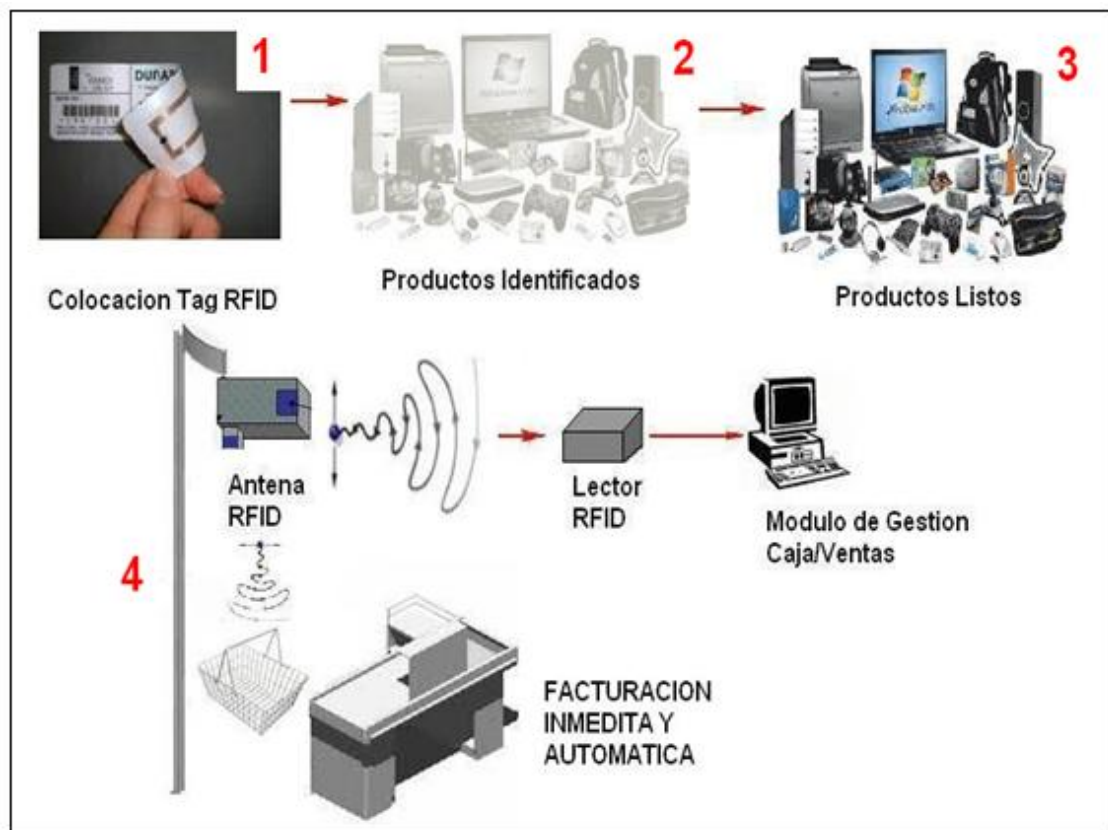 1
2
3
DURA
Colocacion Tag RFID
Productos Identificados
Productos Listos
Antena
RFID
Lector
RFID
Modulo de Gestion
Caja/Ventas
4
FACTURACION
INMEDITA Y
AUTOMATICA